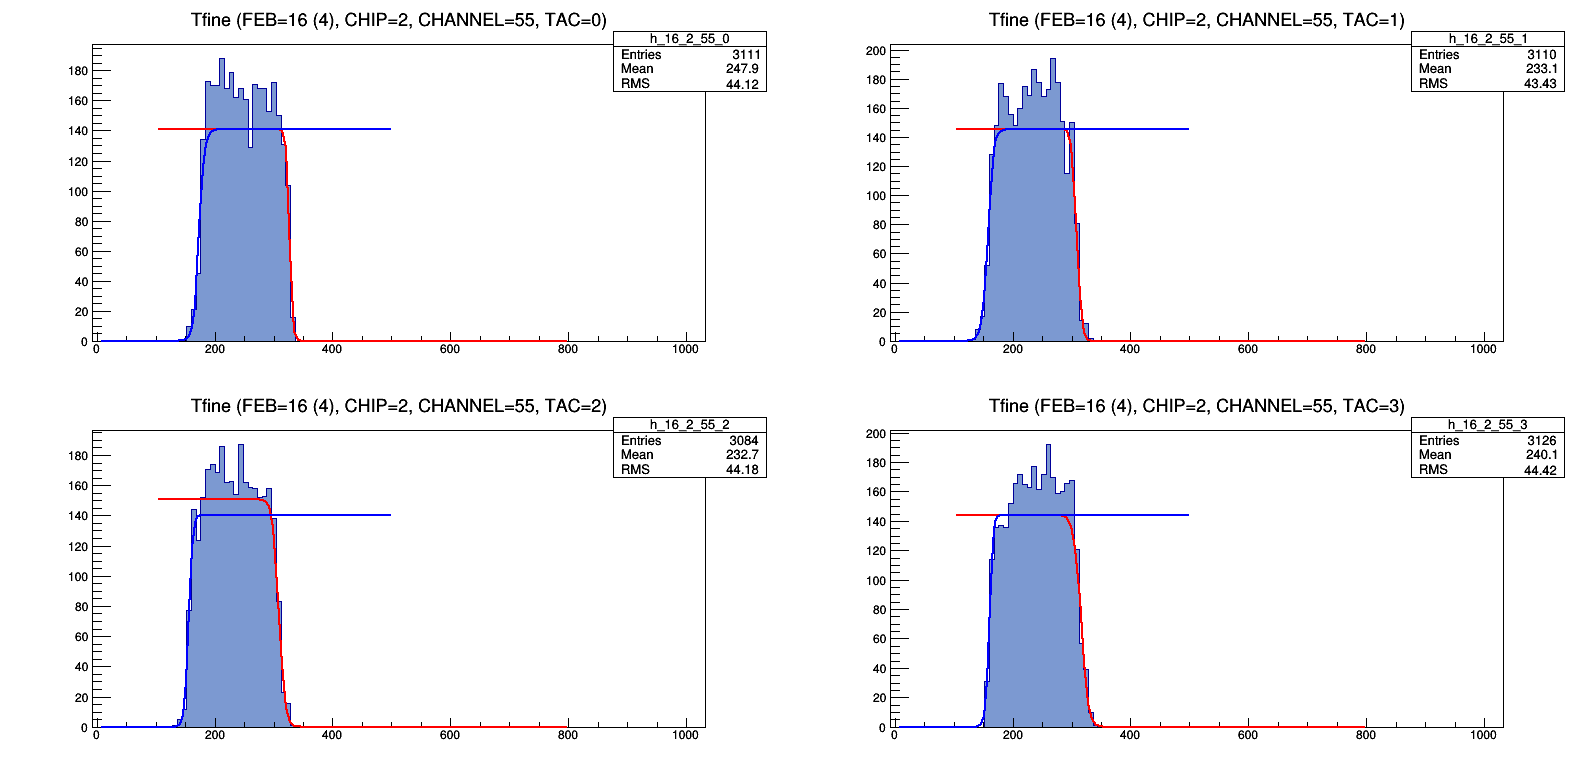 Tfine (FEB=16 (4), CHIP=2, CHANNEL=55, TAC=0)
h_16_2_55_0
Entries 3111
Mean 247.9
RMS 44.12
180
160
140
120
100
80
60
40
20
0
0 200 400 600 800 1000
Tfine (FEB=16 (4), CHIP=2, CHANNEL=55, TAC=1)
h_16_2_55_1
Entries 3110
Mean 233.1
RMS 43.43
200
180
160
140
120
100
80
60
40
20
0
0 200 400 600 800 1000
Tfine (FEB=16 (4), CHIP=2, CHANNEL=55, TAC=2)
h_16_2_55_2
Entries 3084
Mean 232.7
RMS 44.18
180
160
140
120
100
80
60
40
20
0
0 200 400 600 800 1000
Tfine (FEB=16 (4), CHIP=2, CHANNEL=55, TAC=3)
h_16_2_55_3
Entries 3126
Mean 240.1
RMS 44.42
200
180
160
140
120
100
80
60
40
20
0
0 200 400 600 800 1000